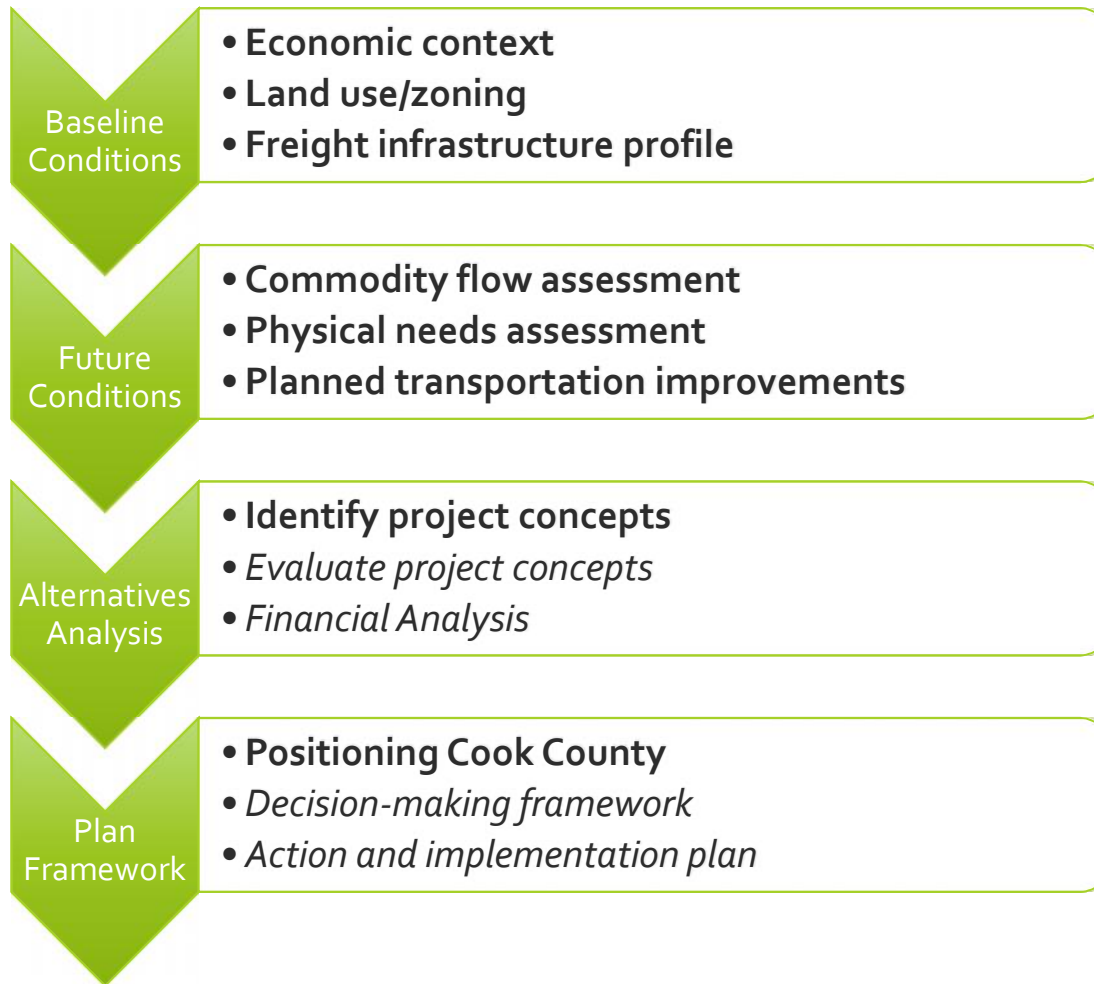 Baseline
Conditions
• Economic context
• Land use/zoning
• Freight infrastructure profile
Future
Conditions
• Commodity flow assessment
• Physical needs assessment
• Planned transportation improvements
Alternatives
Analysis
• Identify project concepts
• Evaluate project concepts
• Financial Analysis
Plan
Framework
• Positioning Cook County
• Decision-making framework
• Action and implementation plan